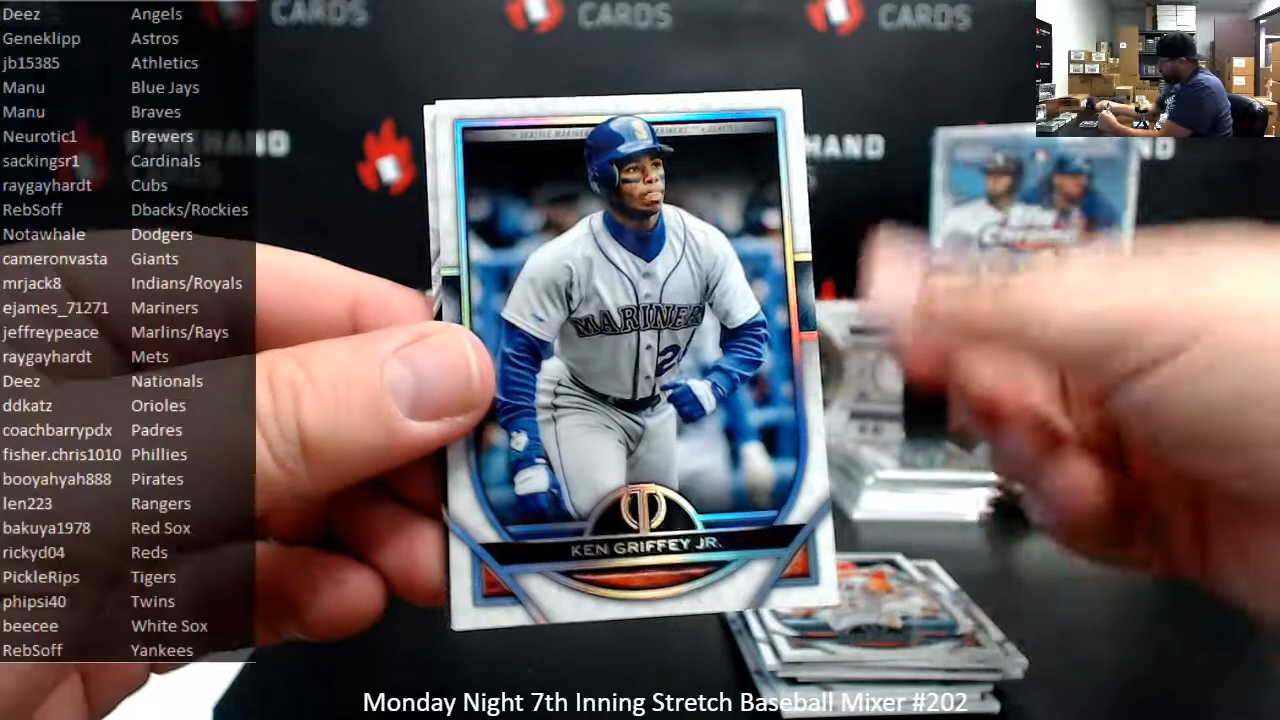 Deez Angels
Geneklipp Astros
jb15385 Athletics
Manu Blue Jays
Manu Braves
Neurotic1 Brewers
sackingsr1 Cardinals
raygayhardt Cubs
RebSoff Dbacks/Rockies
Notawhale Dodgers
cameronvasta Giants
mrjack8 Indians/Royals
ejames_71271 Mariners
jeffreypeace Marlins/Rays
raygayhardt Mets
Deez Nationals
ddkatz Orioles
coachbarrypdx Padres
fisher.chris1010 Phillies
booyahyah888 Pirates
len223 Rangers
bakuya1978 Red Sox
rickyd04 Reds
PickleRips Tigers
phipsi40 Twins
beecee White Sox
RebSoff Yankees
CARDS
CARDS
CARDS
HAND
MARINER
KEN GRIFFEY JR.
Topps
Monday Night 7th Inning Stretch Baseball Mixer #202